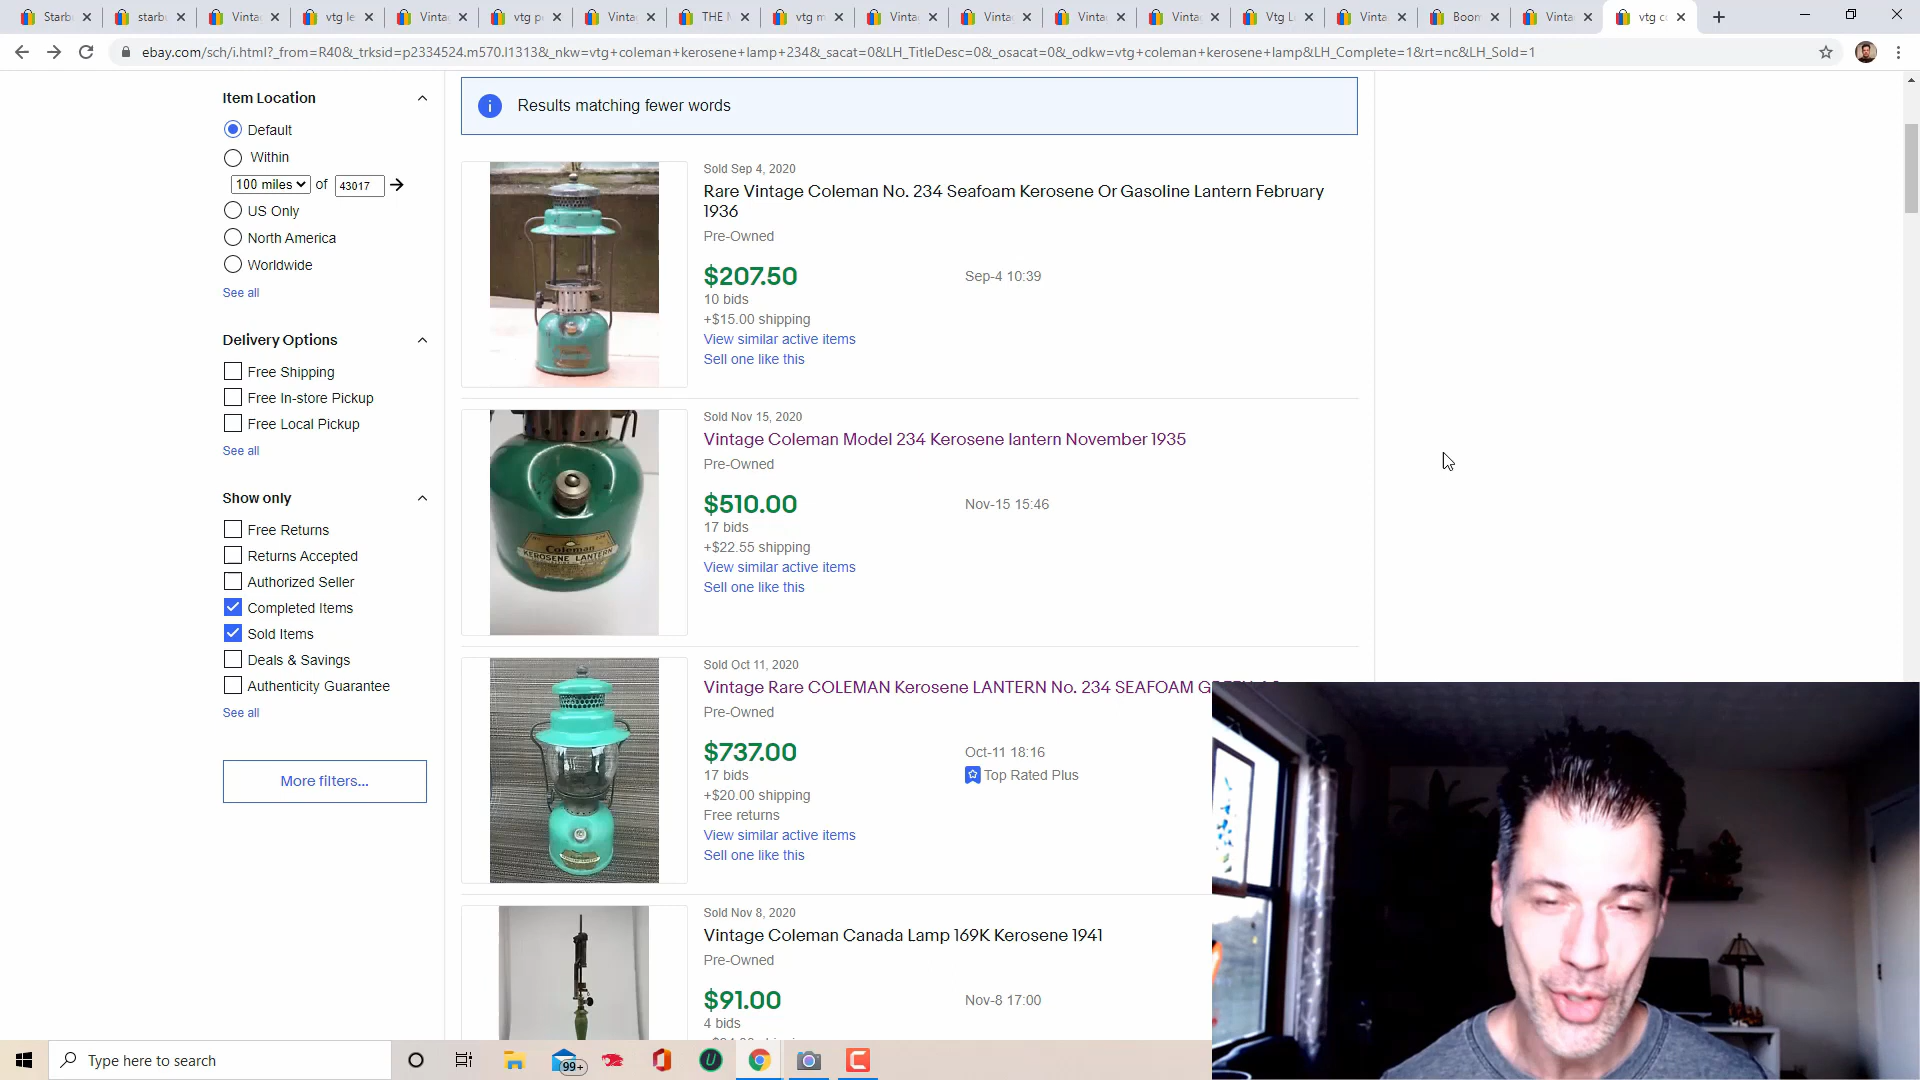 Starb
starbu
Vinta
vtg le
Vinta
vtg p
Vinta
THE M
vtg m
Vinta
Vinta
Vinta
Vinta
Vtg L
Vinta
Boom
Vinta
vtg c
ebay.com/sch/i.html?_from=R40&_trksid=p2334524.m570.l1313&_nkw=vtg+coleman+kerosene+lamp+234&_sacat=0&LH_TitleDesc=0&_osacat=0&_odkw=vtg+coleman+kerosene+lamp&LH_Complete=1&rt=nc&LH_Sold=1
Item Location
Default
Within
100 miles of 43017
US Only
North America
Worldwide
See all
Delivery Options
Free Shipping
Free In-store Pickup
Free Local Pickup
See all
Show only
Free Returns
Returns Accepted
Authorized Seller
Completed Items
Sold Items
Deals & Savings
Authenticity Guarantee
See all
More filters...
Results matching fewer words
Sold Sep 4, 2020
Rare Vintage Coleman No. 234 Seafoam Kerosene Or Gasoline Lantern February
1936
Pre-Owned
$207.50 Sep-4 10:39
10 bids
+$15.00 shipping
View similar active items
Sell one like this
Coleman
KEROSENE LANTERN
Sold Nov 15, 2020
Vintage Coleman Model 234 Kerosene lantern November 1935
Pre-Owned
$510.00 Nov-15 15:46
17 bids
+$22.55 shipping
View similar active items
Sell one like this
Sold Oct 11, 2020
Vintage Rare COLEMAN Kerosene LANTERN No. 234 SEAFOAM
Pre-Owned
$737.00 Oct-11 18:16
17 bids Top Rated Plus
+$20.00 shipping
Free returns
View similar active items
Sell one like this
Sold Nov 8, 2020
Vintage Coleman Canada Lamp 169K Kerosene 1941
Pre-Owned
$91.00 Nov-8 17:00
4 bids
Type here to search
99+